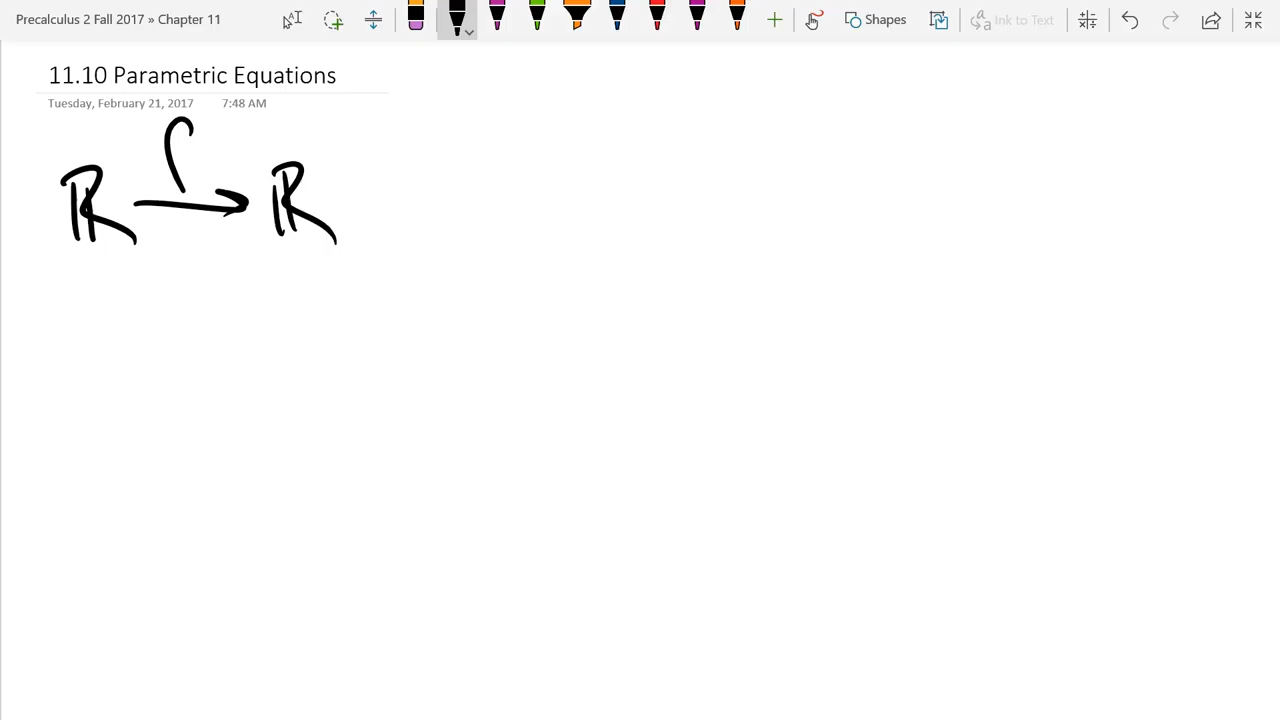 Precalculus 2 Fall 2017 » Chapter 11
Shapes
Ink to Text
11.10 Parametric Equations
Tuesday, February 21, 2017 7:48 AM
ℝ → ℝ